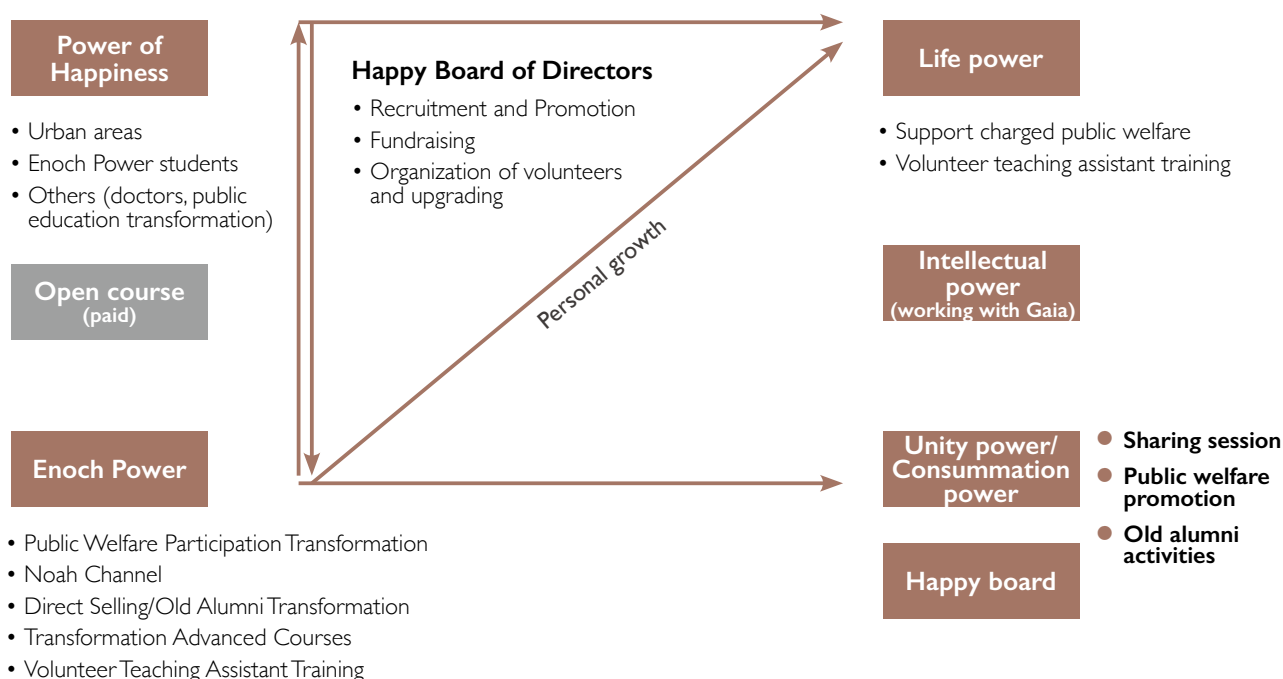 Power of
Happiness
• Urban areas
• Enoch Power students
• Others (doctors, public
education transformation)
Open course
(paid)
Enoch Power
• Public Welfare Participation Transformation
• Noah Channel
• Direct Selling/Old Alumni Transformation
• Transformation Advanced Courses
• Volunteer Teaching Assistant Training
Happy Board of Directors
• Recruitment and Promotion
• Fundraising
• Organization of volunteers
and upgrading
Personal growth
Life power
• Support charged public welfare
• Volunteer teaching assistant training
Intellectual
power
(working with Gaia)
Unity power/
Consummation
power
● Sharing session
● Public welfare
promotion
● Old alumni
activities
Happy board